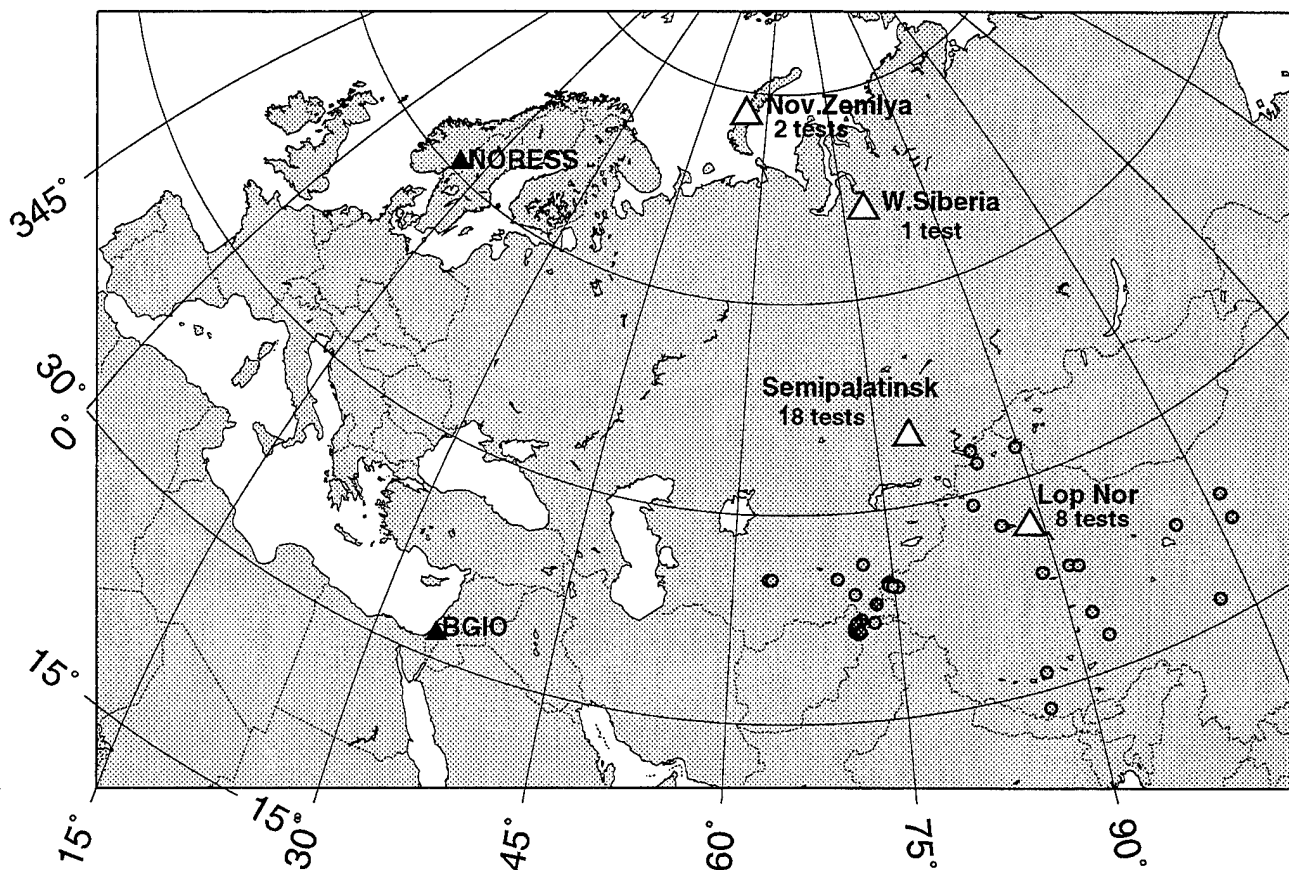 Nov.Zemlya
2 tests
NORESS
W.Siberia
1 test
345°
30°
0°
Semipalatinsk
18 tests
Lop Nor
8 tests
BGIO
15°
15°
15°
30°
45°
60°
75°
90°